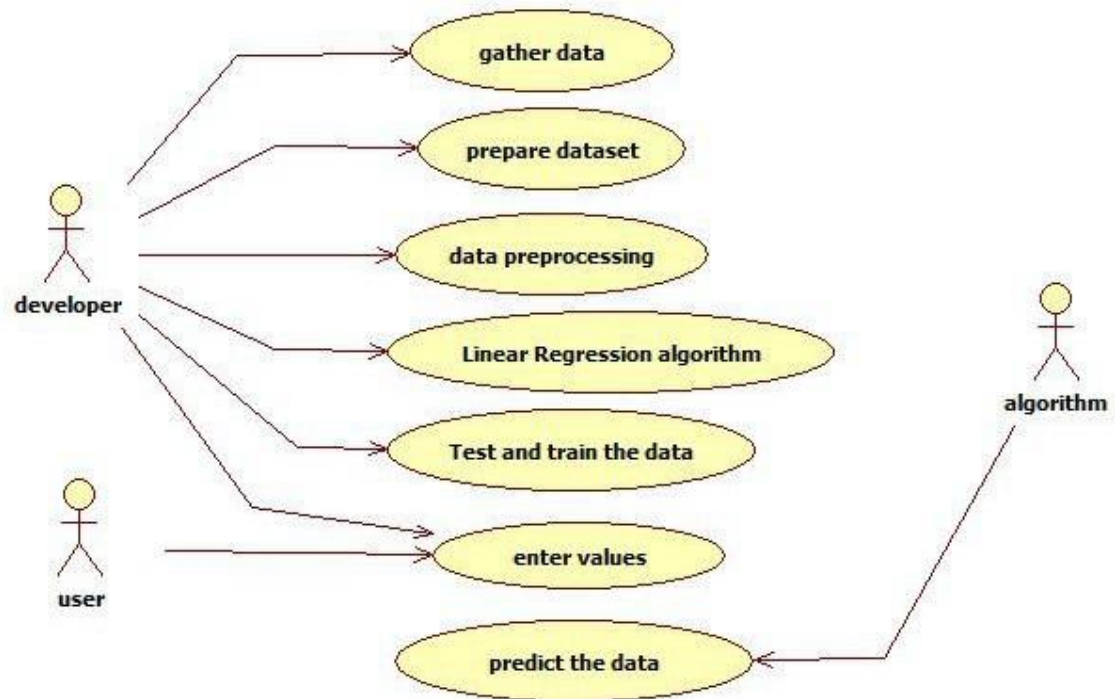 gather data
prepare dataset
data preprocessing
developer
Linear Regression algorithm
algorithm
Test and train the data
enter values
user
predict the data